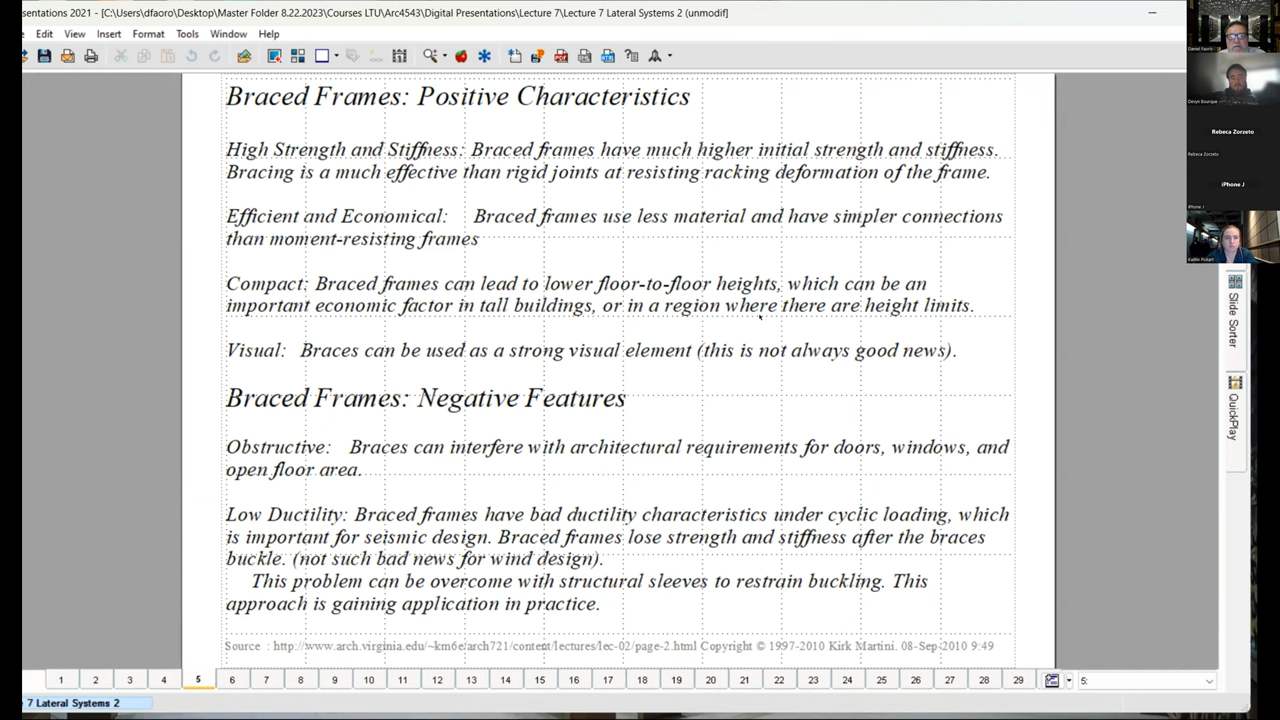 esentations 2021 - [C:\Users\dfaoro\Desktop\Master Folder 8.22.2023\Courses LTU\Arc4543\Digital Presentations\Lecture 7\Lecture 7 Lateral Systems 2 (unmodif]
Edit View Insert Format Tools Window Help
Braced Frames: Positive Characteristics
High Strength and Stiffness: Braced frames have much higher initial strength and stiffness.
Bracing is a much effective than rigid joints at resisting racking deformation of the frame.
Efficient and Economical: Braced frames use less material and have simpler connections
than moment-resisting frames
Compact: Braced frames can lead to lower floor-to-floor heights, which can be an
important economic factor in tall buildings, or in a region where there are height limits.
Visual: Braces can be used as a strong visual element (this is not always good news).
Braced Frames: Negative Features
Obstructive: Braces can interfere with architectural requirements for doors, windows, and
open floor area.
Low Ductility: Braced frames have bad ductility characteristics under cyclic loading, which
is important for seismic design. Braced frames lose strength and stiffness after the braces
buckle. (not such bad news for wind design).
This problem can be overcome with structural sleeves to restrain buckling. This
approach is gaining application in practice.
Source : http://www.arch.virginia.edu/~km6e/arch721/content/lectures/lec-02/page-2.html Copyright © 1997-2010 Kirk Martini. 08-Sep-2010 9:49
1 2 3 4 5 6 7 8 9 10 11 12 13 14 15 16 17 18 19 20 21 22 23 24 25 26 27 28 29 5:
7 Lateral Systems 2
Slide Sorter
QuickPlay
Daniel Faoro
Devyn Bourque
Rebeca Zorzeto
Rebeca Zorzeto
iPhone J
iPhone J
Kaitlin Pickart